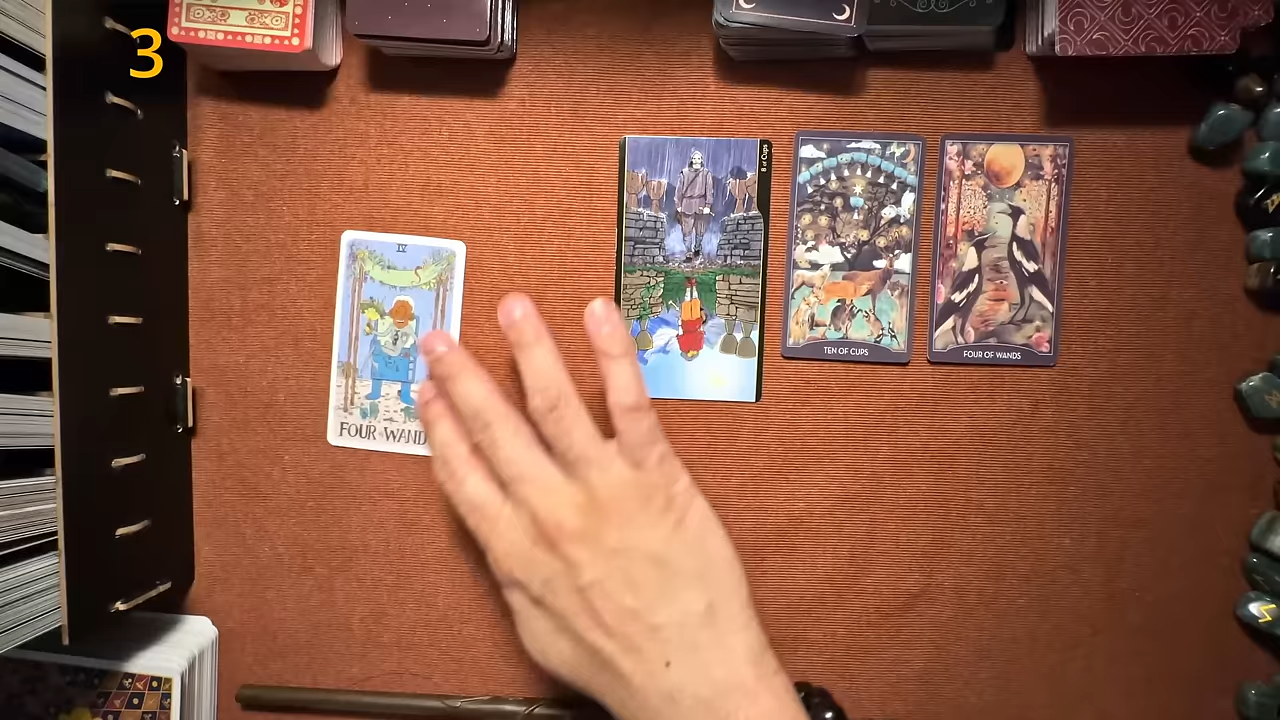 3
8 of Cups
TEN OF CUPS
FOUR OF WANDS
IV
FOUR WAND